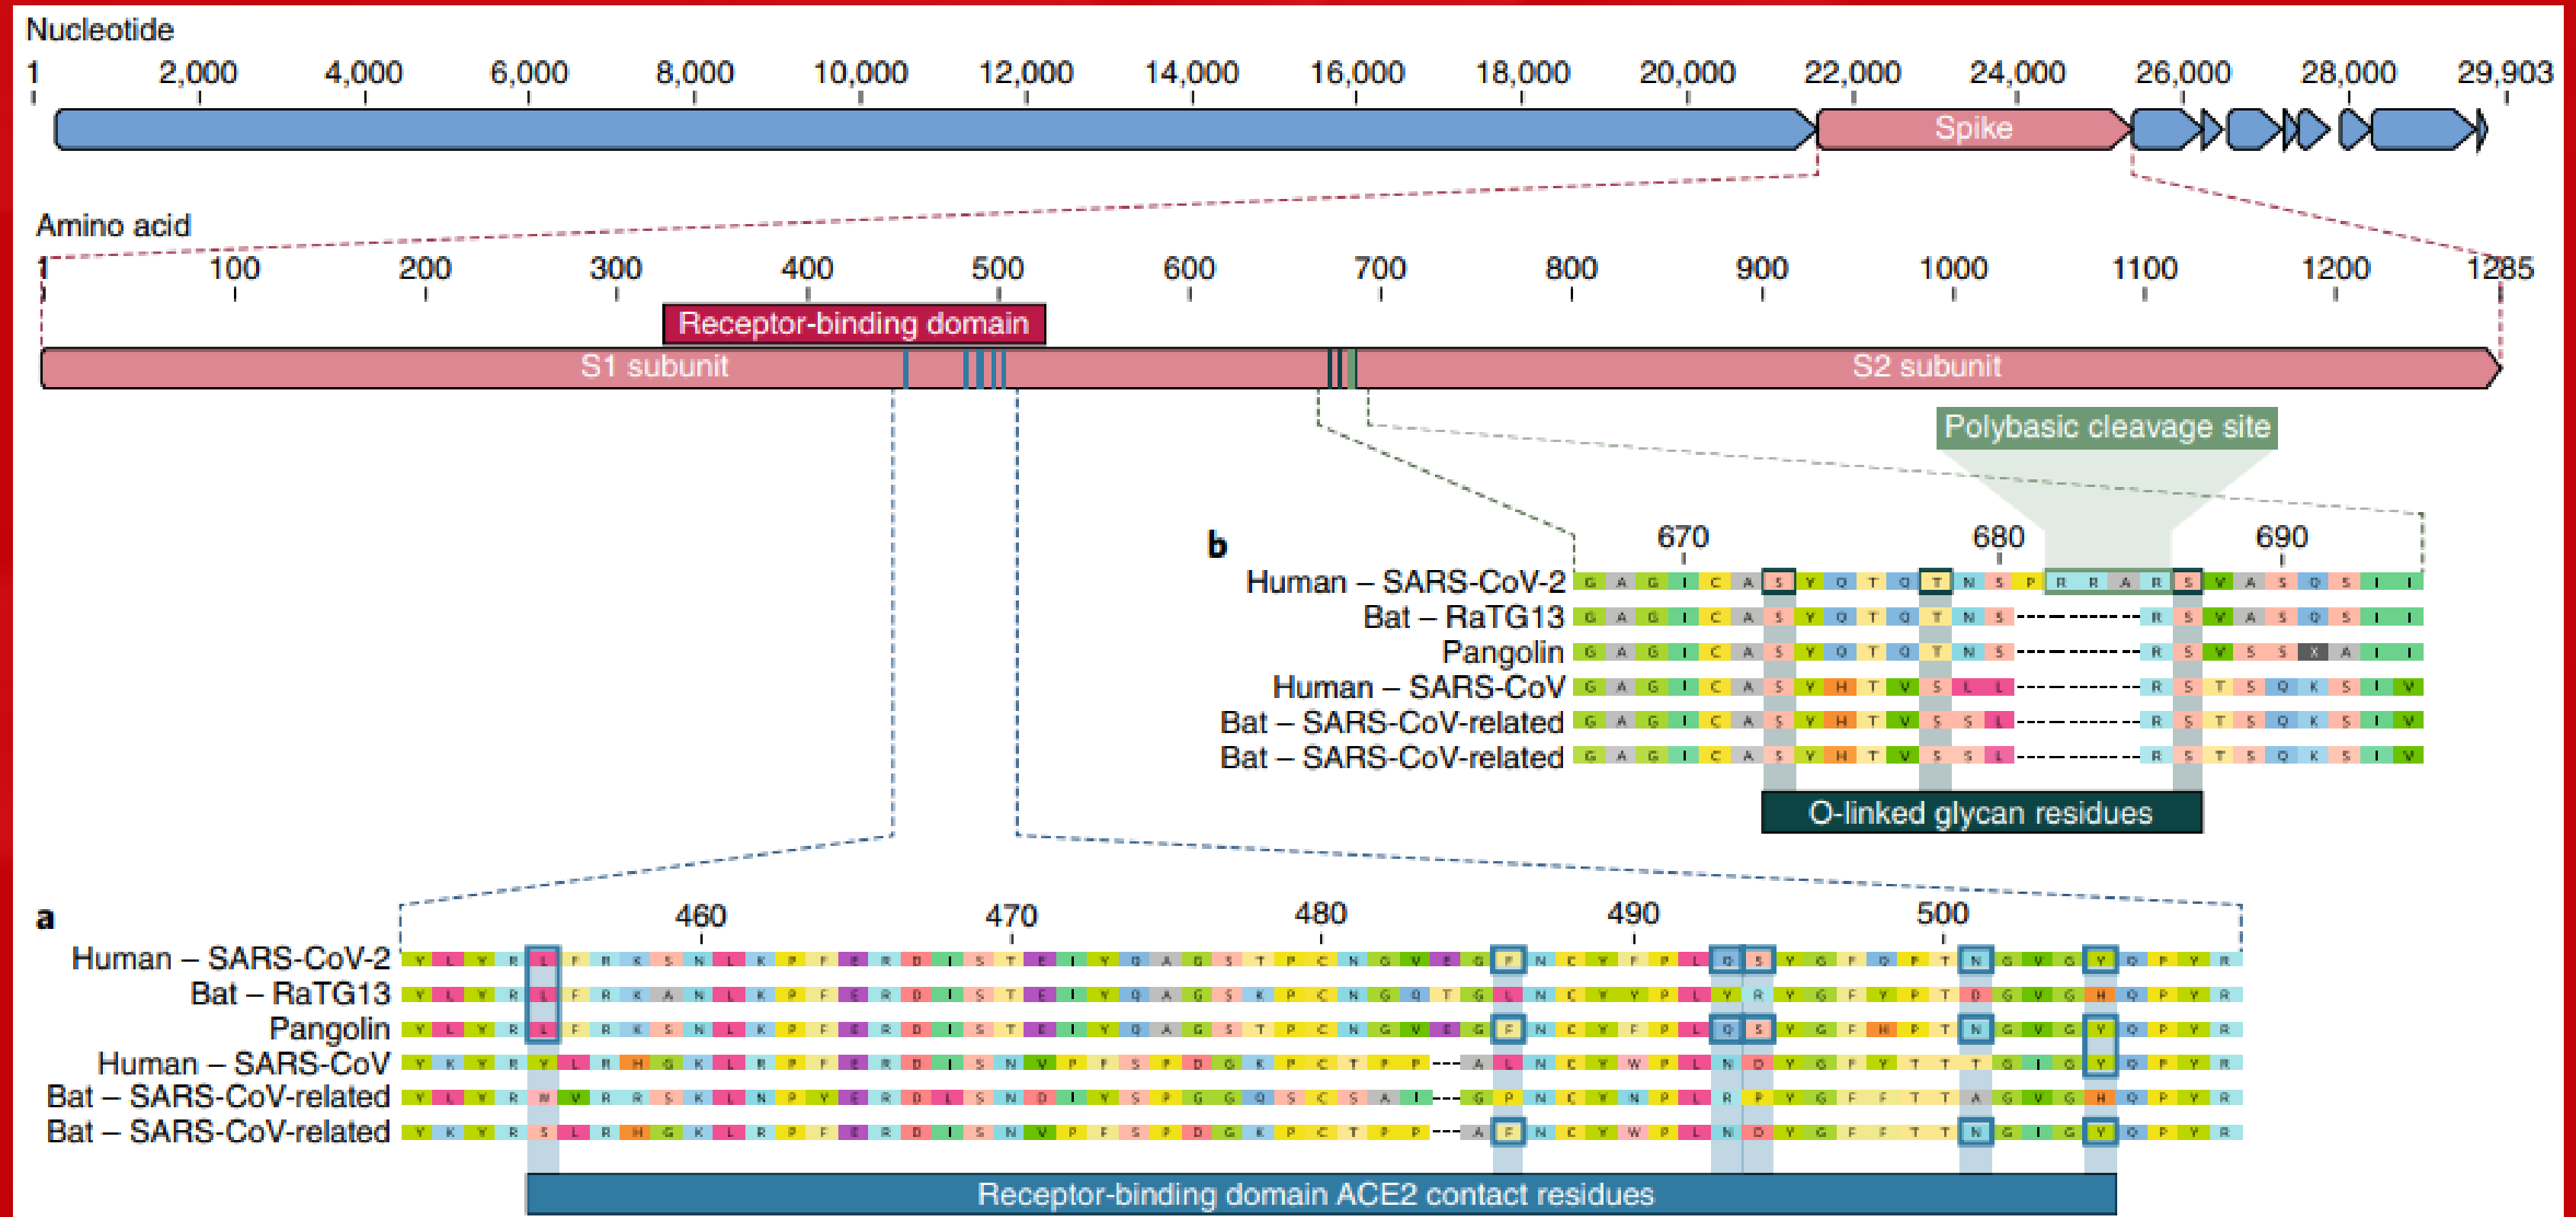 Nucleotide
1 2,000 4,000 6,000 8,000 10,000 12,000 14,000 16,000 18,000 20,000 22,000 24,000 26,000 28,000 29,903
Spike
Amino acid
1 100 200 300 400 500 600 700 800 900 1000 1100 1200 1285
Receptor-binding domain
S1 subunit S2 subunit
Polybasic cleavage site
b
670 680 690
Human – SARS-CoV-2 G A G I C A S Y Q T Q T N S P R R A R S V A S Q S I I
Bat – RaTG13 G A G I C A S Y Q T Q T N S ---- R S V A S Q S I I
Pangolin G A G I C A S Y Q T Q T N S ---- R S V S S X A I I
Human – SARS-CoV G A G I C A S Y H T V S L L ---- R S T S Q K S I V
Bat – SARS-CoV-related G A G I C A S Y H T V S S L ---- R S T S Q K S I V
Bat – SARS-CoV-related G A G I C A S Y H T V S S L ---- R S T S Q K S I V
O-linked glycan residues
a
460 470 480 490 500
Human – SARS-CoV-2 Y L Y R L F R K S N L K P F E R D I S T E I Y Q A G S T P C N G V E G F N C Y F P L Q S Y G F Q P T N G V G Y Q P Y R
Bat – RaTG13 Y L Y R L F R K A N L K P F E R D I S T E I Y Q A G S K P C N G Q T G L N C Y Y P L Y R Y G F Y P T D G V G H Q P Y R
Pangolin Y L Y R L F R K S N L K P F E R D I S T E I Y Q A G S T P C N G V E G F N C Y F P L Q S Y G F H P T N G V G Y Q P Y R
Human – SARS-CoV Y K Y R Y L R H G K L R P F E R D I S N V P F S P D G K P C T P P --- A L N C Y W P L N D Y G F Y T T T G I G Y Q P Y R
Bat – SARS-CoV-related Y L Y R W V R R S K L N P Y E R D L S N D I Y S P G G Q S C S A I --- G P N C Y N P L R P Y G F F T T A G V G H Q P Y R
Bat – SARS-CoV-related Y K Y R S L R H G K L R P F E R D I S N V P F S P D G K P C T P P --- A F N C Y W P L N D Y G F F T T N G I G Y Q P Y R
Receptor-binding domain ACE2 contact residues